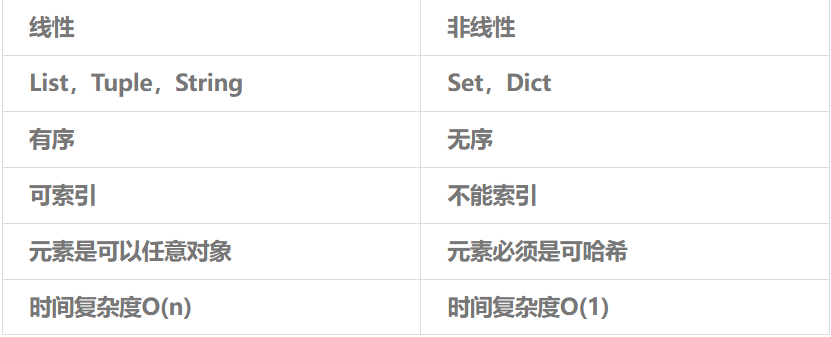 线性 非线性
List，Tuple，String Set，Dict
有序 无序
可索引 不能索引
元素是可以任意对象 元素必须是可哈希
时间复杂度O(n) 时间复杂度O(1)